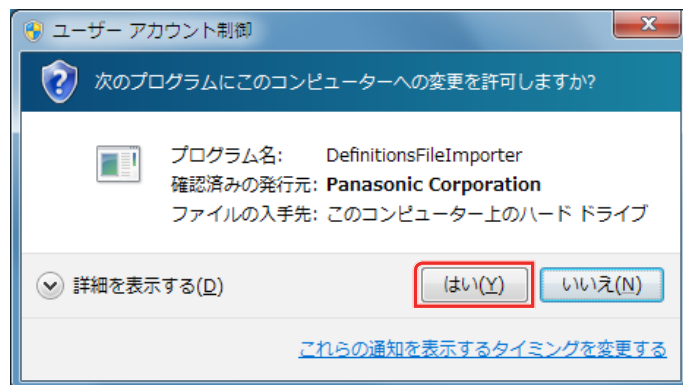 ユーザー アカウント制御
次のプログラムにこのコンピューターへの変更を許可しますか?
プログラム名: DefinitionsFileImporter
確認済みの発行元: Panasonic Corporation
ファイルの入手先: このコンピューター上のハード ドライブ
詳細を表示する(D) はい(Y) いいえ(N)
これらの通知を表示するタイミングを変更する